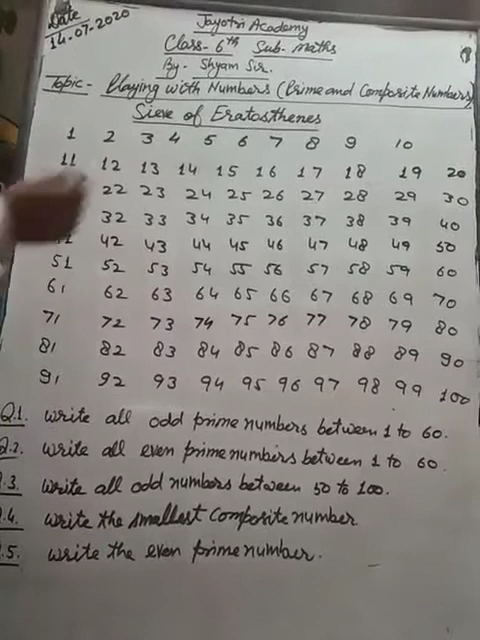 Date
14-07-2020
Jayotri Academy
Class- 6th Sub- maths
By- Shyam Sir.
Topic- Playing with Numbers (Prime and Composite Numbers)
Sieve of Eratosthenes
1 2 3 4 5 6 7 8 9 10
11 12 13 14 15 16 17 18 19 20
22 23 24 25 26 27 28 29 30
32 33 34 35 36 37 38 39 40
42 43 44 45 46 47 48 49 50
51 52 53 54 55 56 57 58 59 60
61 62 63 64 65 66 67 68 69 70
71 72 73 74 75 76 77 78 79 80
81 82 83 84 85 86 87 88 89 90
91 92 93 94 95 96 97 98 99 100
Q.1. write all odd prime numbers between 1 to 60.
Q.2. write all even prime numbers between 1 to 60.
.3. write all odd numbers between 50 to 100.
.4. write the smallest composite number.
.5. write the even prime number.